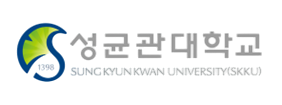 성균관대학교
1398
SUNG KYUN KWAN UNIVERSITY(SKKU)